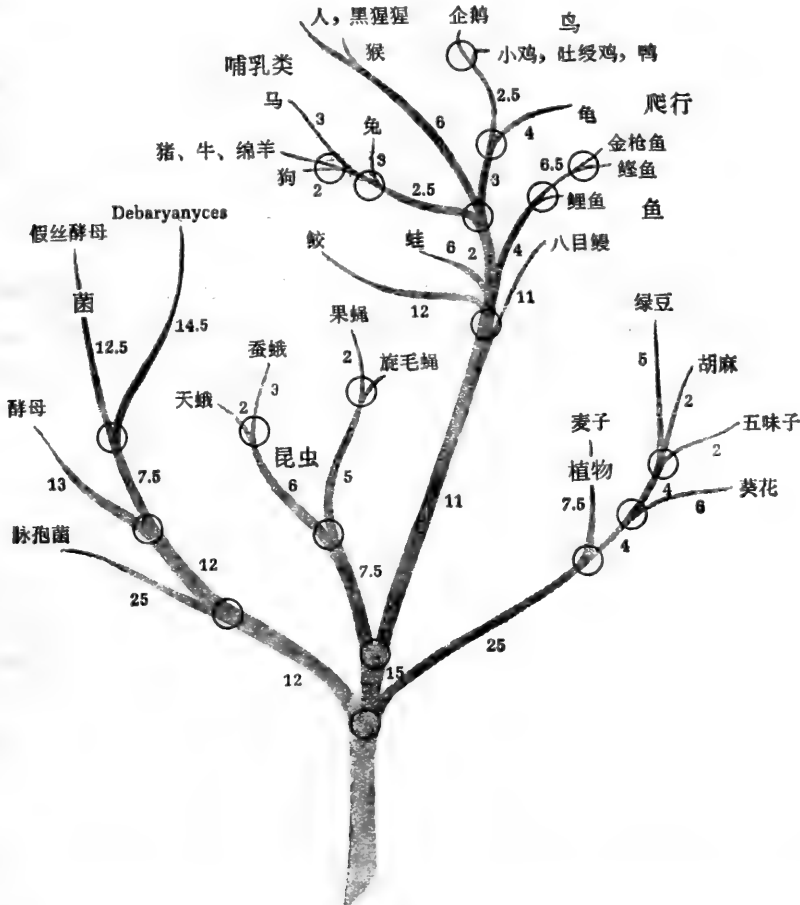 人，黑猩猩
企鹅
鸟
猴
小鸡，吐绶鸡，鸭
哺乳类
马
3
6
2.5
4
龟
爬行
兔
3
猪、牛、绵羊
狗
2
2.5
3
6.5
金枪鱼
鲣鱼
鲤鱼
鱼
Debaryanyces
假丝酵母
鲛
蛙
6
2
4
八目鳗
12
11
菌
12.5
14.5
果蝇
2
旋毛蝇
蚕蛾
3
天蛾
2
绿豆
5
胡麻
2
五味子
2
酵母
13
7.5
昆虫
6
5
麦子
植物
7.5
4
葵花
6
4
11
脉孢菌
25
12
7.5
12
15
25